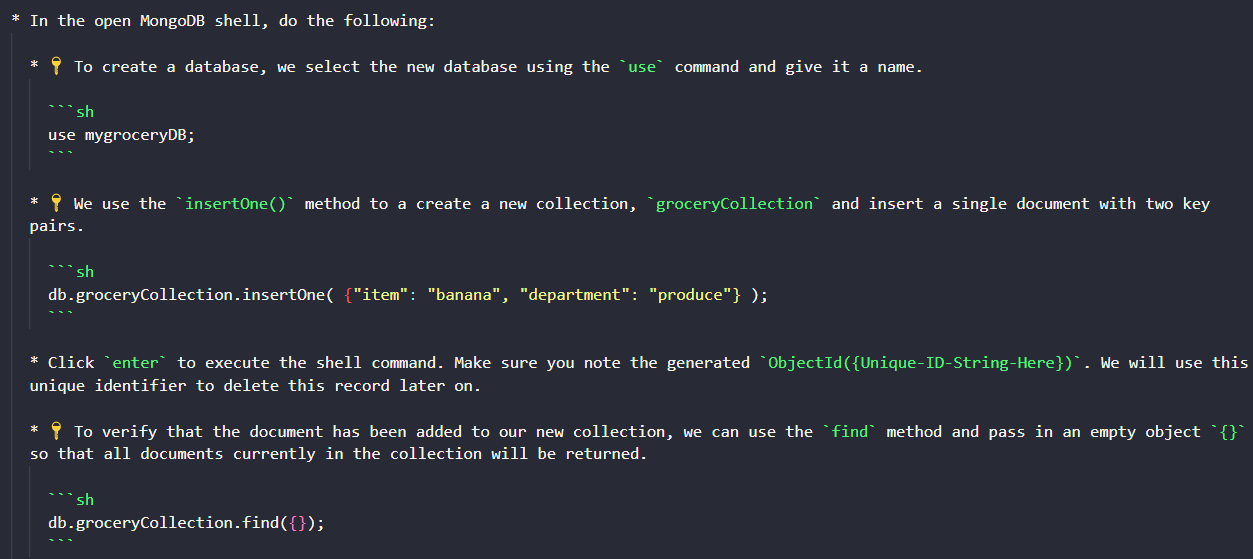 * In the open MongoDB shell, do the following:
* 🔑 To create a database, we select the new database using the `use` command and give it a name.
```sh
use mygroceryDB;
```
* 🔑 We use the `insertOne()` method to a create a new collection, `groceryCollection` and insert a single document with two key
pairs.
```sh
db.groceryCollection.insertOne( {"item": "banana", "department": "produce"} );
```
* Click `enter` to execute the shell command. Make sure you note the generated `ObjectId({Unique-ID-String-Here})`. We will use this
unique identifier to delete this record later on.
* 🔑 To verify that the document has been added to our new collection, we can use the `find` method and pass in an empty object `{}`
so that all documents currently in the collection will be returned.
```sh
db.groceryCollection.find({});
```